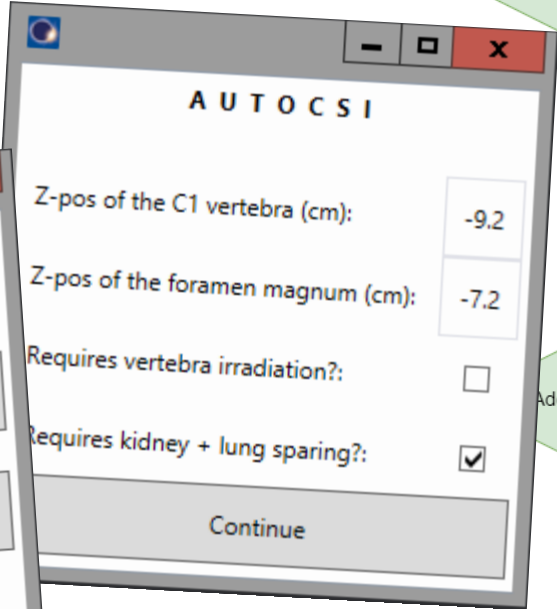 AUTOCSI
Z-pos of the C1 vertebra (cm): -9.2
Z-pos of the foramen magnum (cm): -7.2
Requires vertebra irradiation?:
Requires kidney + lung sparing?:
Continue
Ad